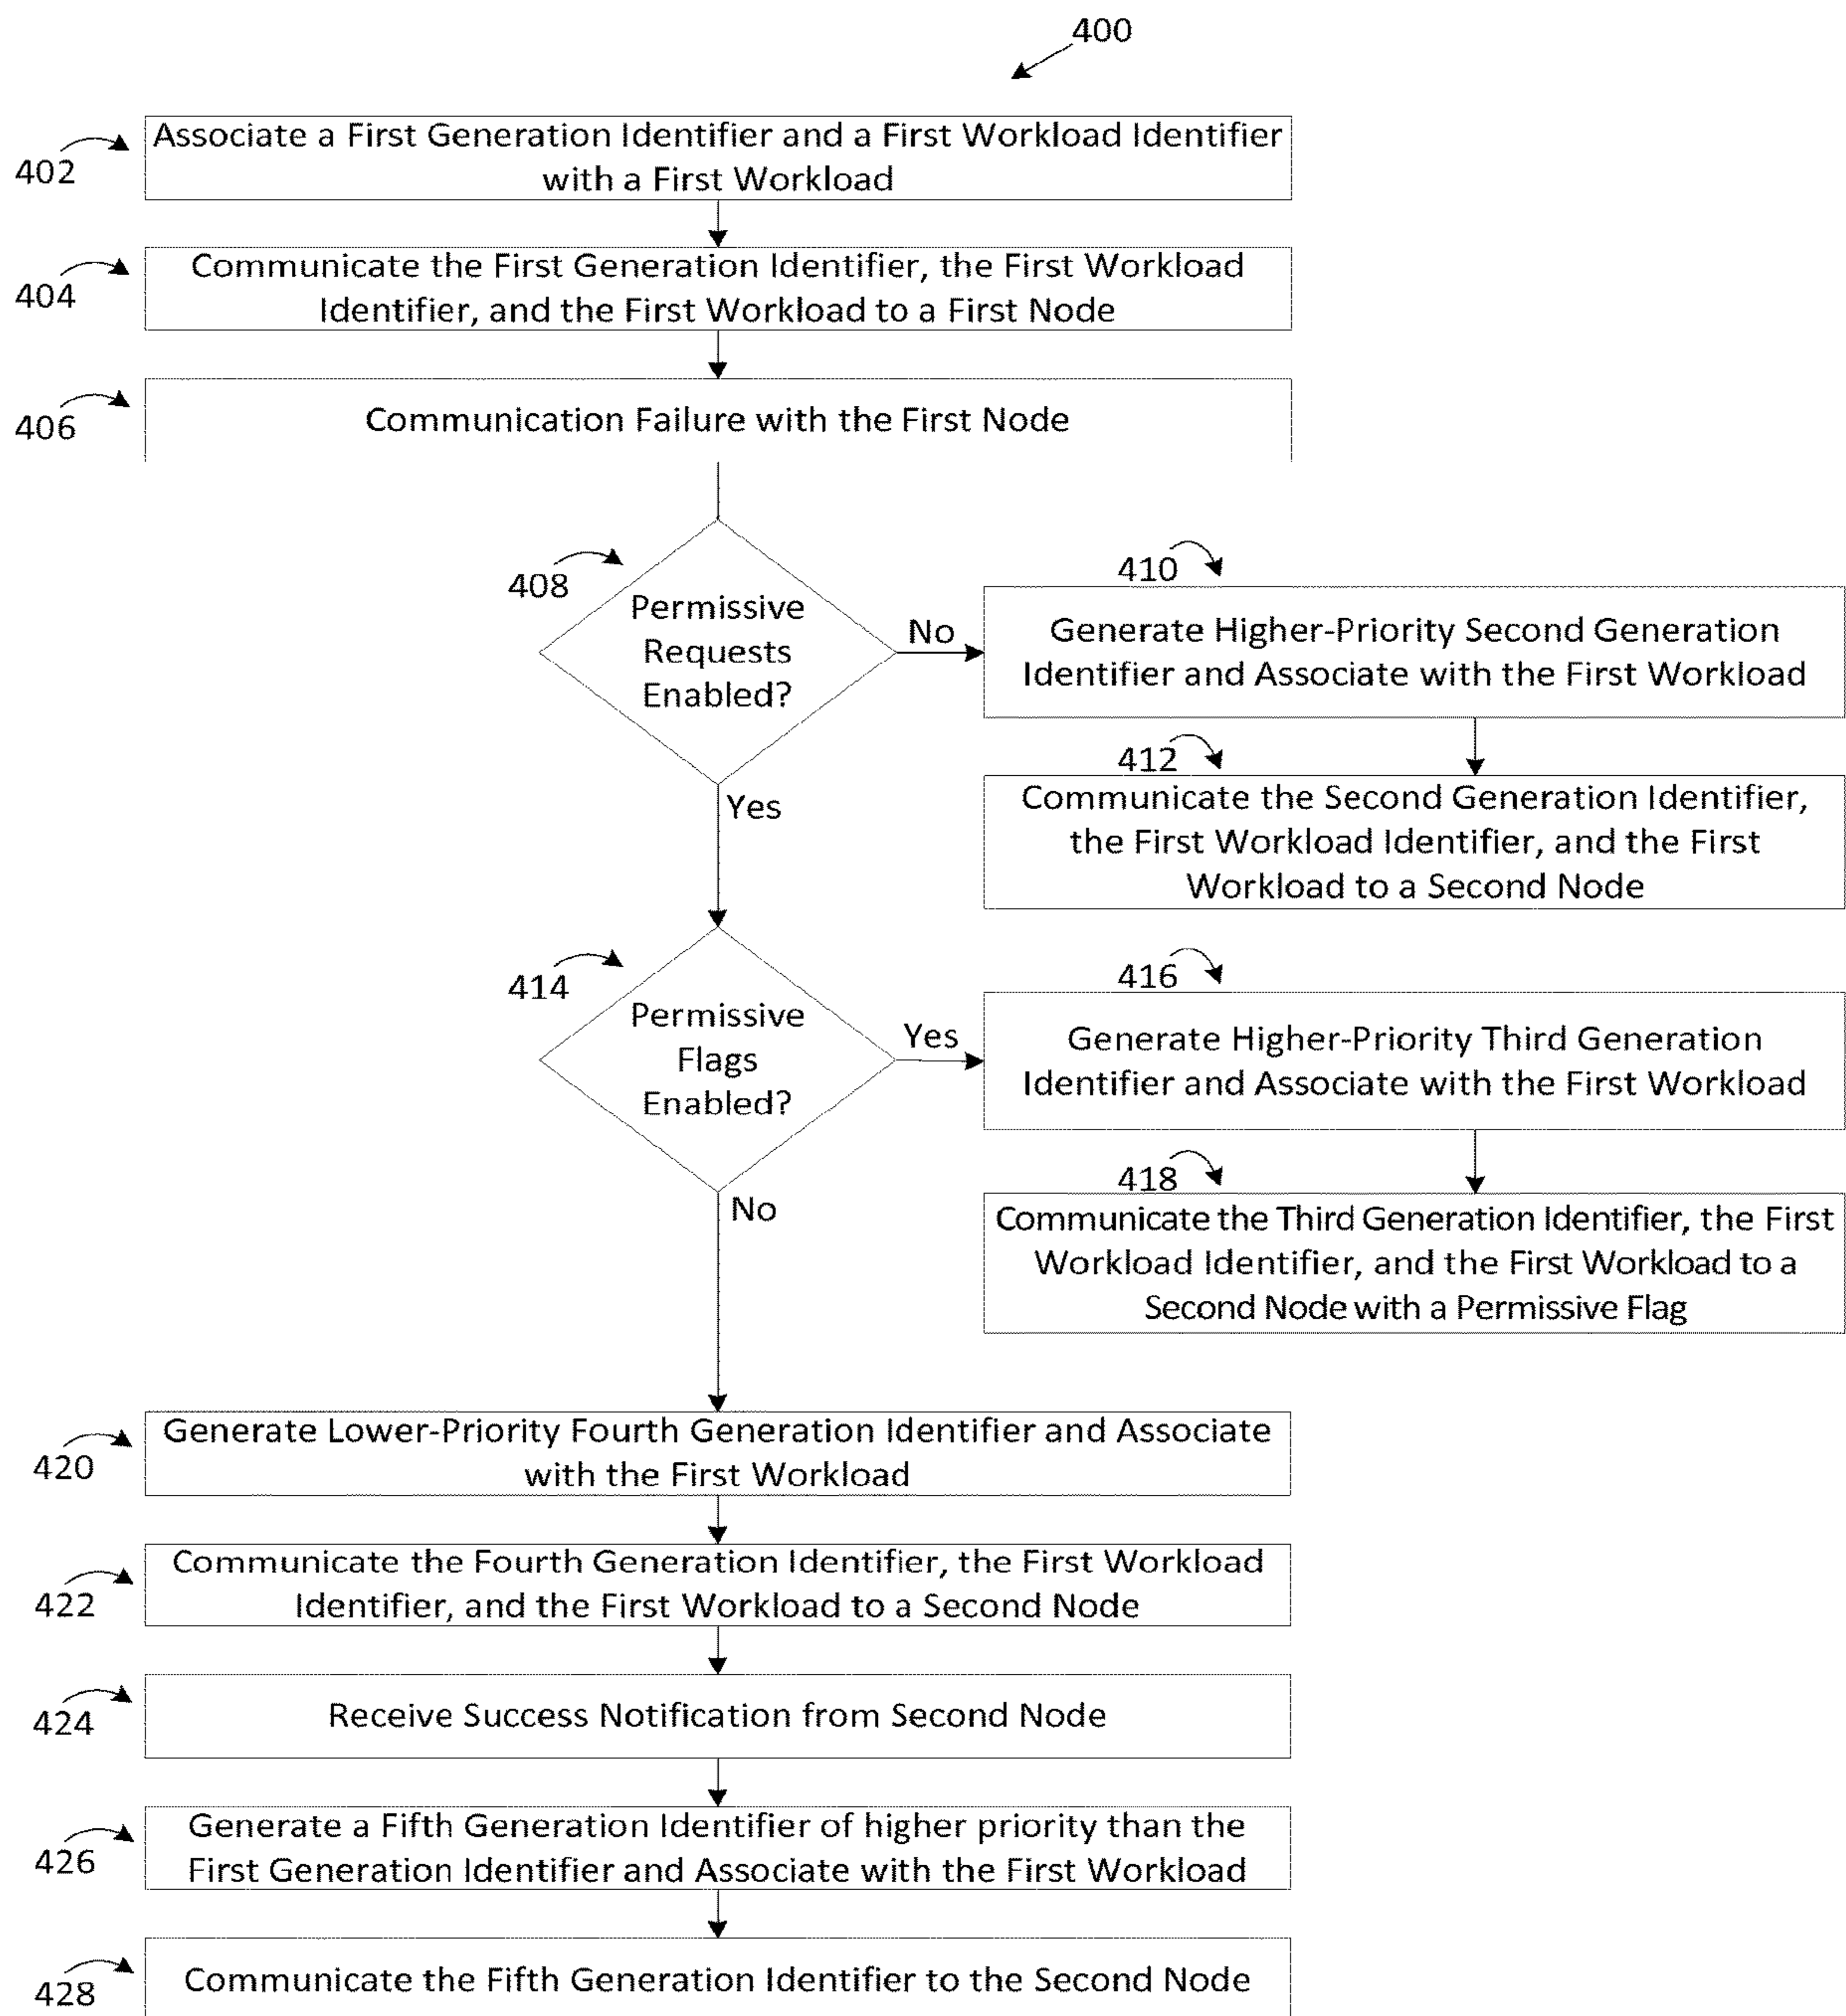 400
402
Associate a First Generation Identifier and a First Workload Identifier
with a First Workload
404
Communicate the First Generation Identifier, the First Workload
Identifier, and the First Workload to a First Node
406
Communication Failure with the First Node
408
Permissive
Requests
Enabled?
No
410
Generate Higher-Priority Second Generation
Identifier and Associate with the First Workload
412
Communicate the Second Generation Identifier,
the First Workload Identifier, and the First
Workload to a Second Node
Yes
414
Permissive
Flags
Enabled?
Yes
416
Generate Higher-Priority Third Generation
Identifier and Associate with the First Workload
418
Communicate the Third Generation Identifier, the First
Workload Identifier, and the First Workload to a
Second Node with a Permissive Flag
No
420
Generate Lower-Priority Fourth Generation Identifier and Associate
with the First Workload
422
Communicate the Fourth Generation Identifier, the First Workload
Identifier, and the First Workload to a Second Node
424
Receive Success Notification from Second Node
426
Generate a Fifth Generation Identifier of higher priority than the
First Generation Identifier and Associate with the First Workload
428
Communicate the Fifth Generation Identifier to the Second Node